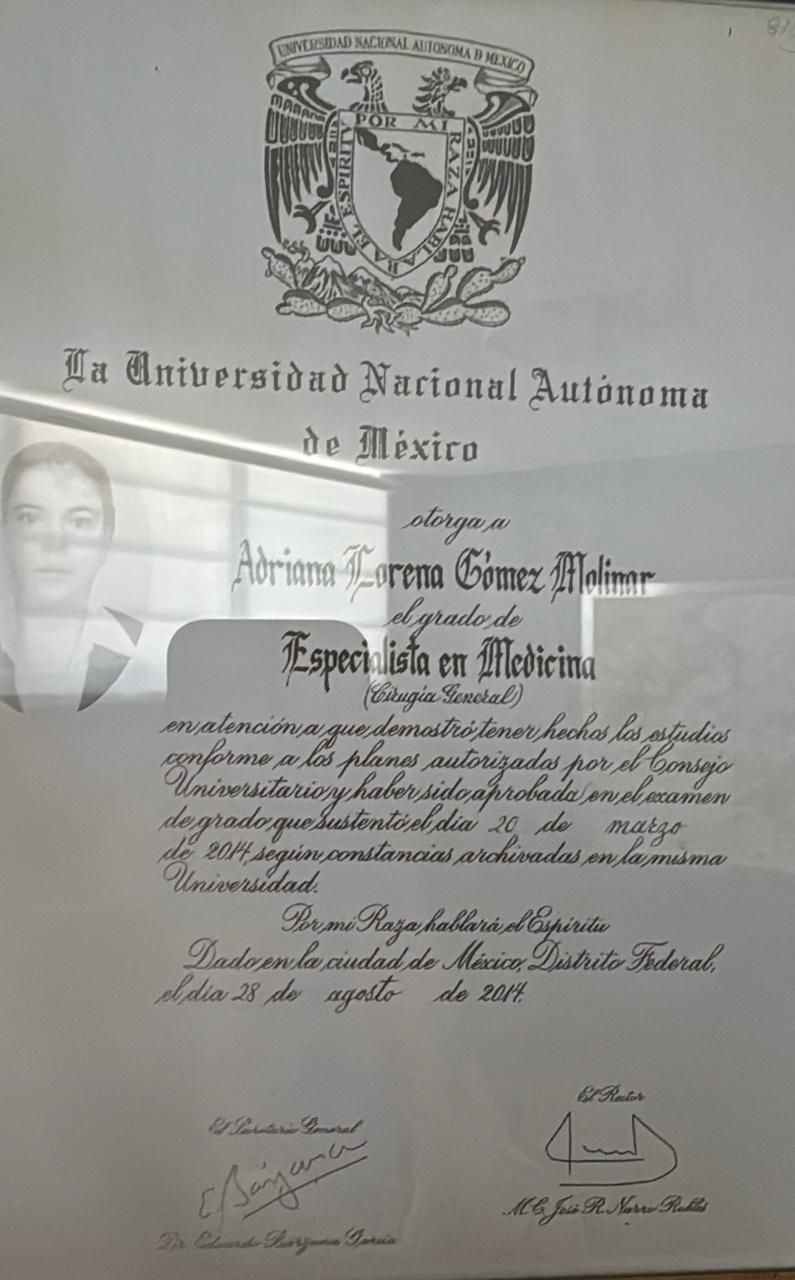 UNIVERSIDAD NACIONAL AUTONOMA D MEXICO
POR MI RAZA HABLARA EL ESPIRITU
La Universidad Nacional Autónoma
de México
otorga a
Adriana Lorena Gómez Molinar
el grado de
Especialista en Medicina
(Cirugía General)
en atención a que demostró tener hechos los estudios
conforme a los planes autorizados por el Consejo
Universitario y haber sido aprobada en el examen
de grado que sustentó el día 20 de marzo
de 2014, según constancias archivadas en la misma
Universidad.
Por mi Raza hablará el Espíritu
Dado en la ciudad de México, Distrito Federal,
el día 28 de agosto de 2014.
El Rector
El Secretario General
M.C. José R. Narro Robles
Dr. Eduardo Bárzana García